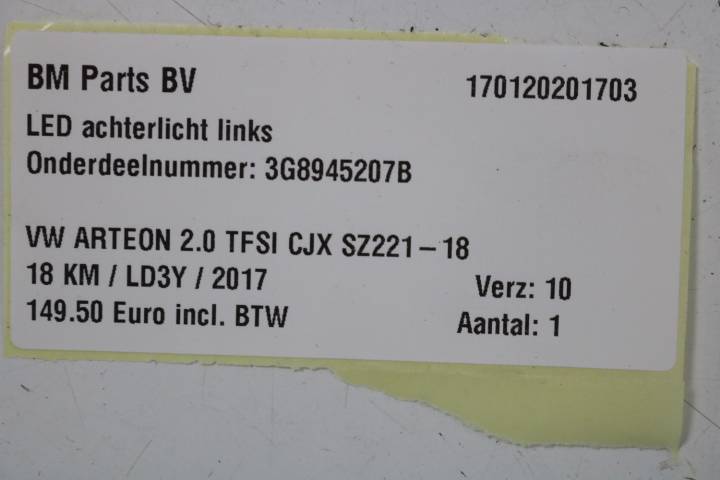 BM Parts BV 170120201703
LED achterlicht links
Onderdeelnummer: 3G8945207B
VW ARTEON 2.0 TFSI CJX SZ221-18
18 KM / LD3Y / 2017 Verz: 10
149.50 Euro incl. BTW Aantal: 1